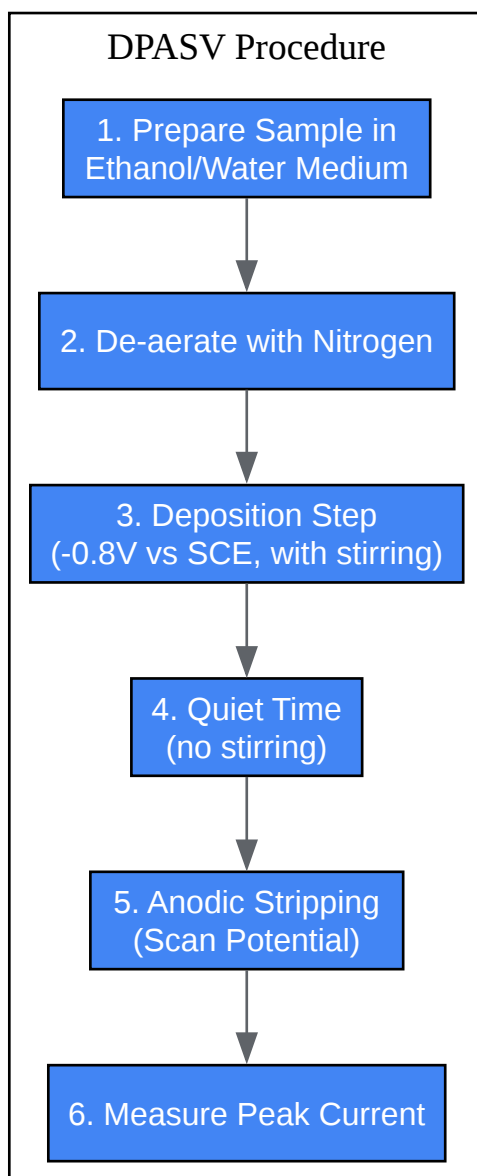 DPASV Procedure
1. Prepare Sample in
Ethanol/Water Medium
2. De-aerate with Nitrogen
3. Deposition Step
(-0.8V vs SCE, with stirring)
4. Quiet Time
(no stirring)
5. Anodic Stripping
(Scan Potential)
6. Measure Peak Current